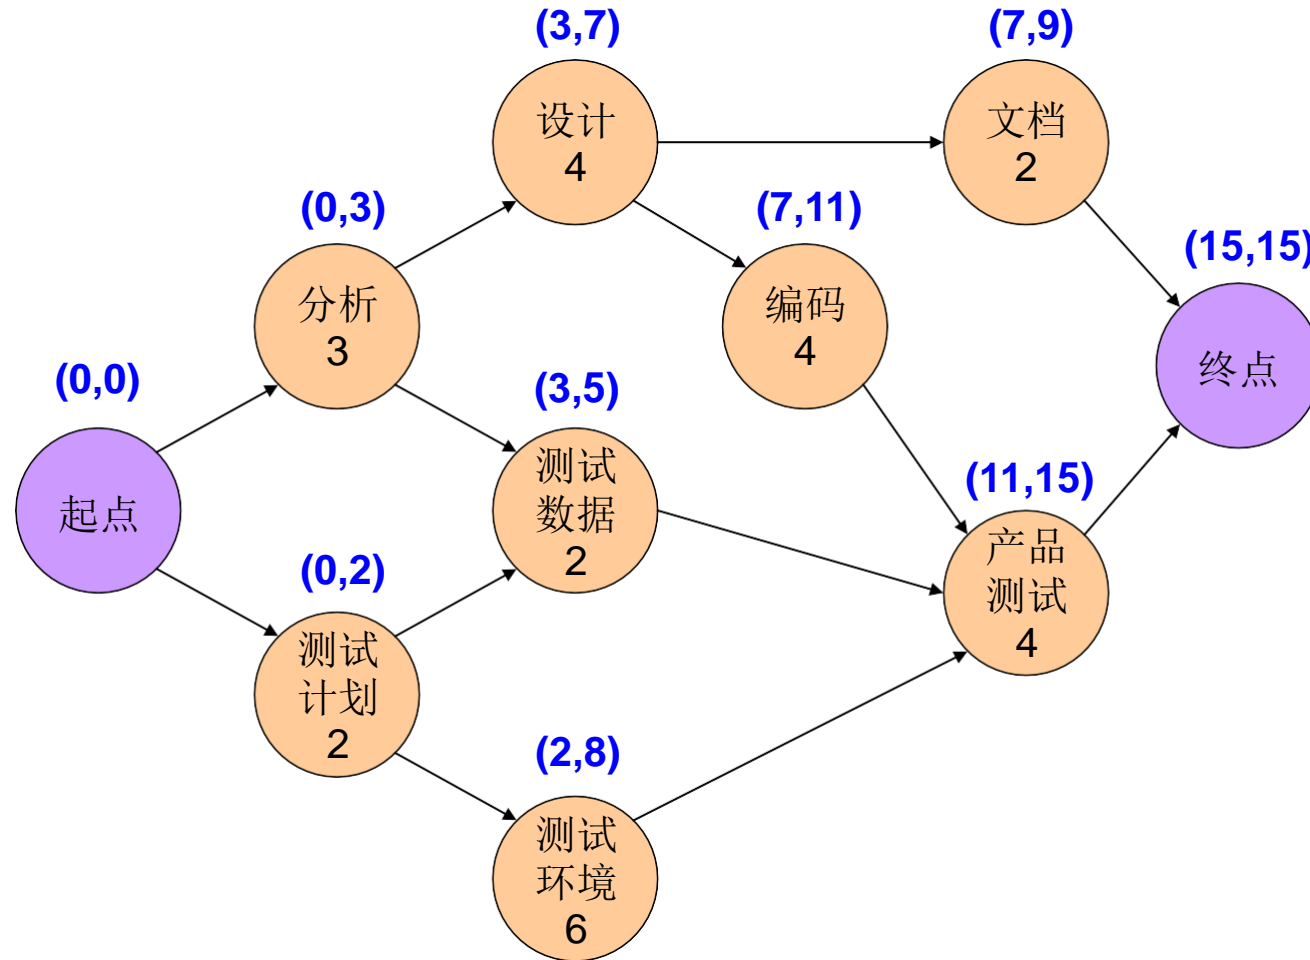 (3,7)
设计
4
(7,9)
文档
2
(0,3)
分析
3
(7,11)
编码
4
(15,15)
终点
(0,0)
起点
(3,5)
测试
数据
2
(11,15)
产品
测试
4
(0,2)
测试
计划
2
(2,8)
测试
环境
6